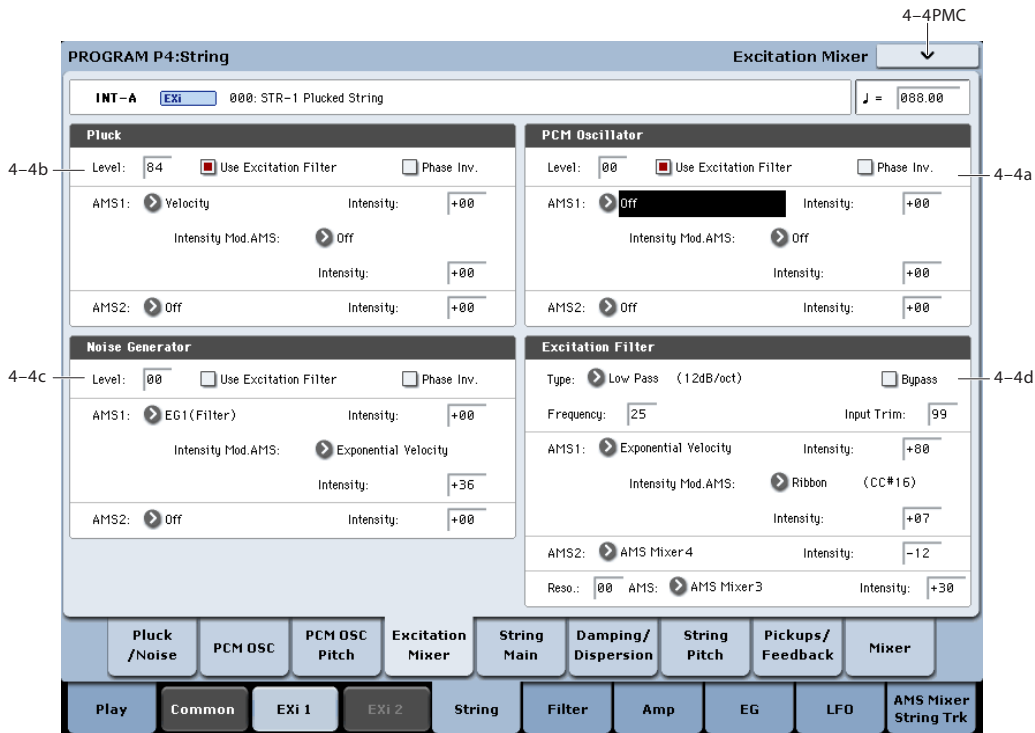 4–4PMC
PROGRAM P4:String
Excitation Mixer
INT-A EXi 000: STR-1 Plucked String
♩ = 088.00
Pluck
4–4b
Level: 84 Use Excitation Filter Phase Inv.
AMS1: Velocity Intensity: +00
Intensity Mod.AMS: Off
Intensity: +00
AMS2: Off Intensity: +00
PCM Oscillator
Level: 00 Use Excitation Filter Phase Inv.
4–4a
AMS1: Off Intensity: +00
Intensity Mod.AMS: Off
Intensity: +00
AMS2: Off Intensity: +00
Noise Generator
4–4c
Level: 00 Use Excitation Filter Phase Inv.
AMS1: EG1(Filter) Intensity: +00
Intensity Mod.AMS: Exponential Velocity
Intensity: +36
AMS2: Off Intensity: +00
Excitation Filter
Type: Low Pass (12dB/oct) Bypass
4–4d
Frequency: 25 Input Trim: 99
AMS1: Exponential Velocity Intensity: +80
Intensity Mod.AMS: Ribbon (CC#16)
Intensity: +07
AMS2: AMS Mixer4 Intensity: -12
Reso.: 00 AMS: AMS Mixer3 Intensity: +30
Pluck
/Noise
PCM OSC
PCM OSC
Pitch
Excitation
Mixer
String
Main
Damping/
Dispersion
String
Pitch
Pickups/
Feedback
Mixer
Play
Common
EXi 1
EXi 2
String
Filter
Amp
EG
LFO
AMS Mixer
String Trk